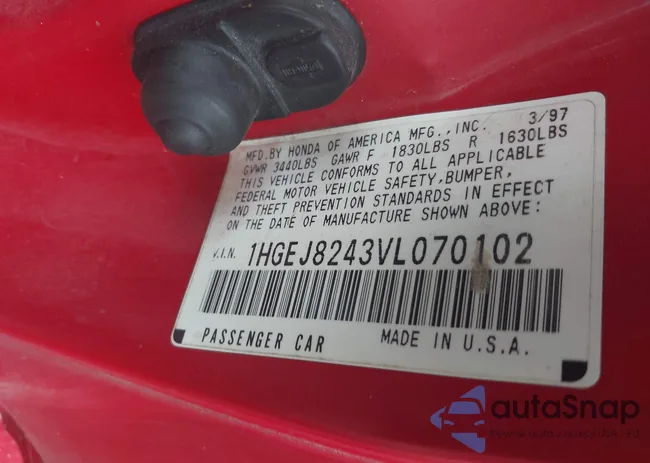 MFD.BY HONDA OF AMERICA MFG.,INC. 3/97
GVWR 3440LBS GAWR F 1830LBS R 1630LBS
THIS VEHICLE CONFORMS TO ALL APPLICABLE
FEDERAL MOTOR VEHICLE SAFETY,BUMPER,
AND THEFT PREVENTION STANDARDS IN EFFECT
ON THE DATE OF MANUFACTURE SHOWN ABOVE:
V.I.N. 1HGEJ8243VL070102
PASSENGER CAR MADE IN U.S.A.
autaSnap